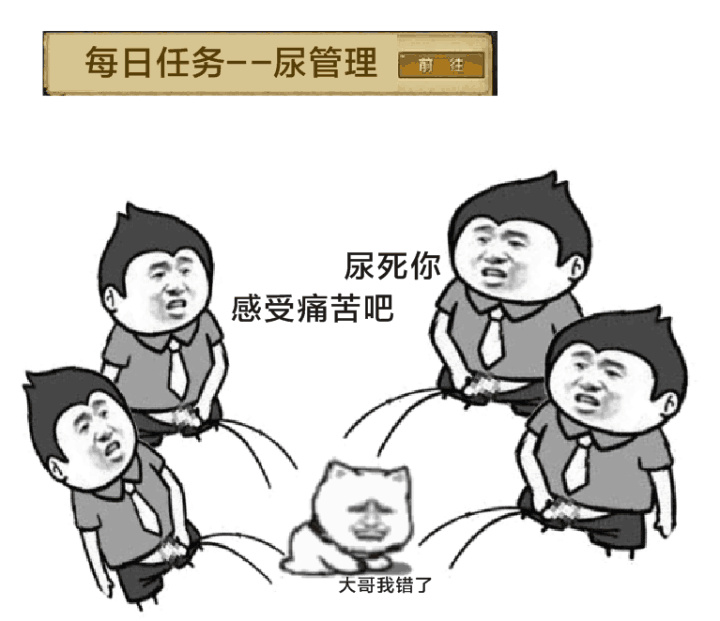 每日任务--尿管理
前往
尿死你
感受痛苦吧
大哥我错了